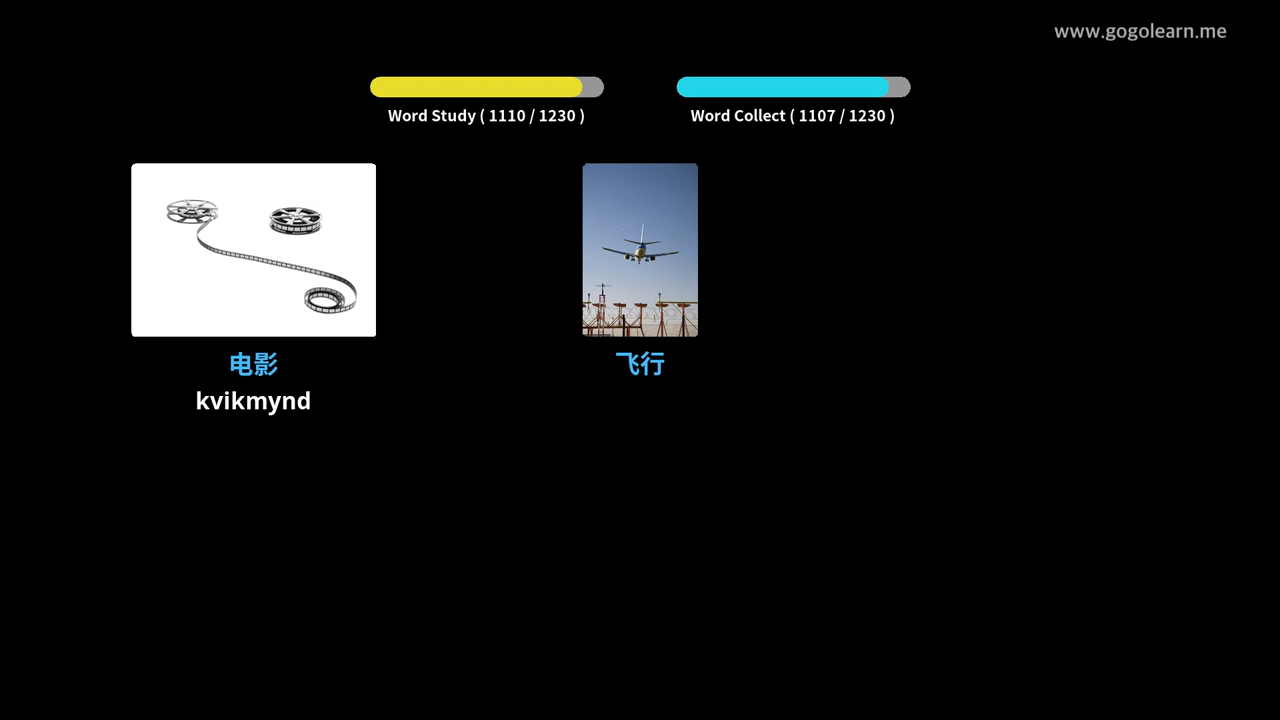 www.gogolearn.me
Word Study ( 1110 / 1230 )
Word Collect ( 1107 / 1230 )
电影
飞行
kvikmynd